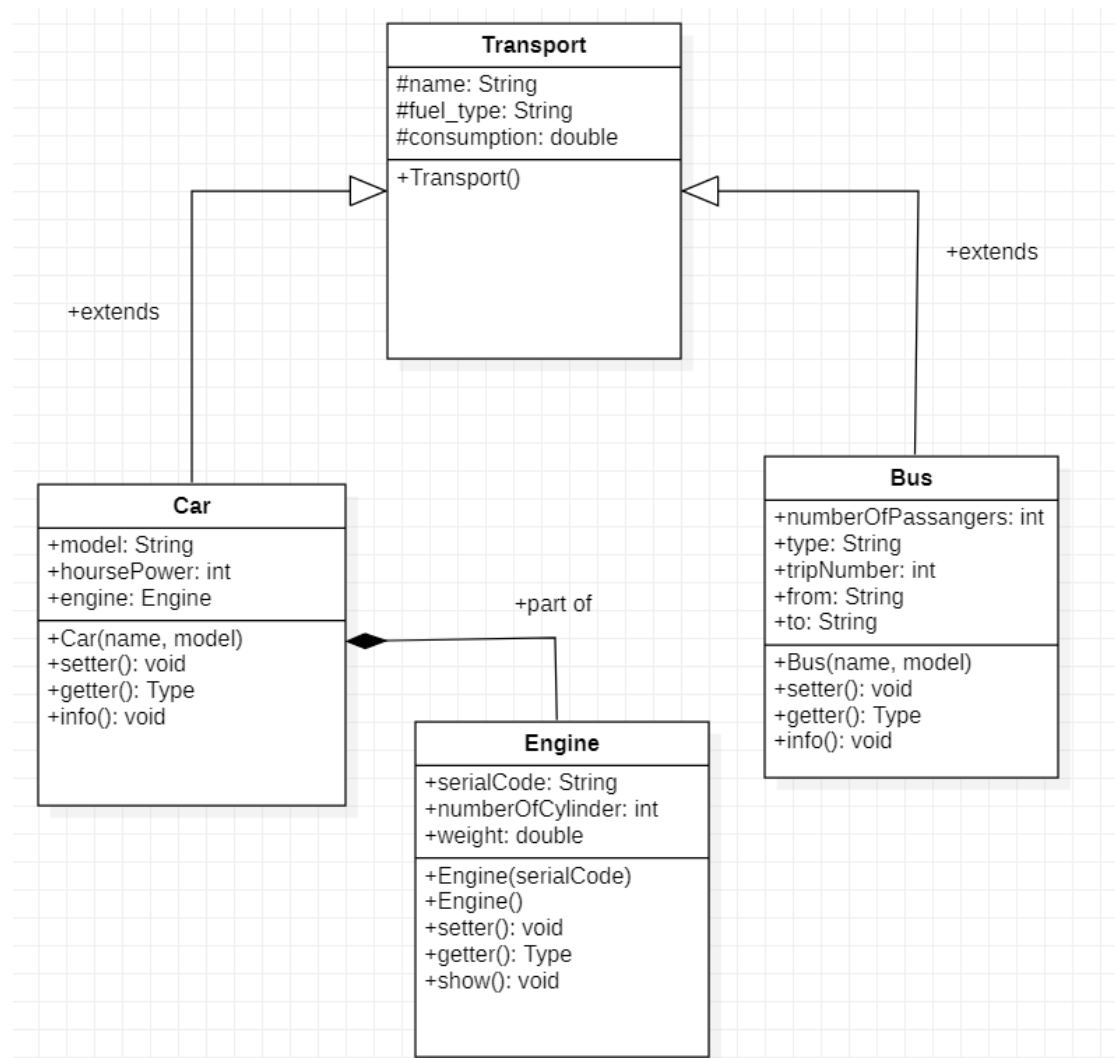 Transport
#name: String
#fuel_type: String
#consumption: double
+Transport()
+extends
+extends
Car
+model: String
+hoursePower: int
+engine: Engine
+Car(name, model)
+setter(): void
+getter(): Type
+info(): void
+part of
Bus
+numberOfPassangers: int
+type: String
+tripNumber: int
+from: String
+to: String
+Bus(name, model)
+setter(): void
+getter(): Type
+info(): void
Engine
+serialCode: String
+numberOfCylinder: int
+weight: double
+Engine(serialCode)
+Engine()
+setter(): void
+getter(): Type
+show(): void